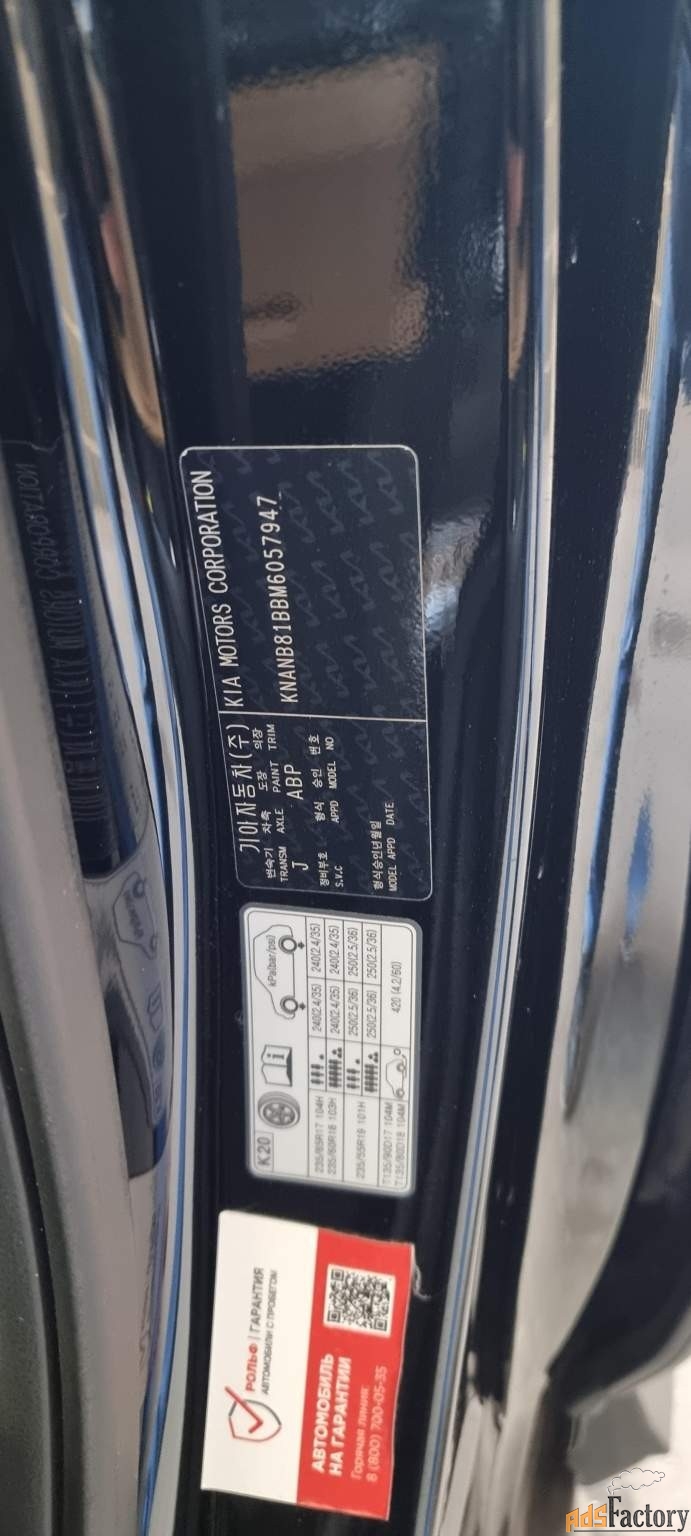 기아자동차(주) KIA MOTORS CORPORATION
변속기 차축 도장 의장
TRANSM AXLE PAINT TRIM
J ABP
KNANB81BBM6057947
정비부호 형식 승인 번호
S.V.C APPD MODEL NO
형식승인년월일
MODEL APPD DATE
K20
kPa(bar/psi)
235/65R17 104H 240(2.4/35) 240(2.4/35)
235/60R18 103H 240(2.4/35) 240(2.4/35)
235/55R19 101H 250(2.5/36) 250(2.5/36)
250(2.5/36) 250(2.5/36)
T135/90D17 104M 420 (4.2/60)
T135/80D18 104M
РОЛЬФ | ГАРАНТИЯ
АВТОМОБИЛИ С ПРОБЕГОМ
АВТОМОБИЛЬ
НА ГАРАНТИИ
Горячая линия:
8 (800) 700-05-35
AdsFactory